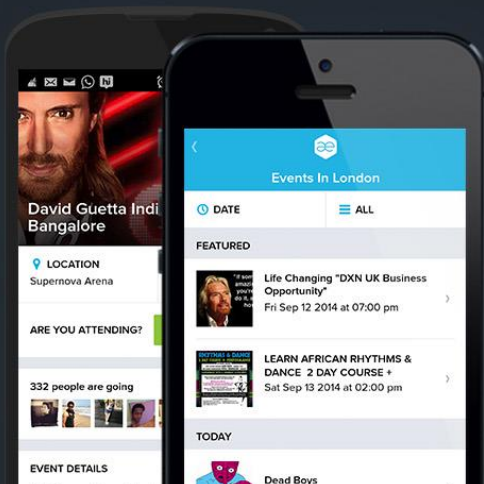 David Guetta Indi
Bangalore
LOCATION
Supernova Arena
ARE YOU ATTENDING?
332 people are going
EVENT DETAILS
æ
Events In London
DATE
ALL
FEATURED
Life Changing "DXN UK Business
Opportunity"
Fri Sep 12 2014 at 07:00 pm
RHYTHMS & DANCE
LEARN AFRICAN RHYTHMS &
DANCE 2 DAY COURSE +
Sat Sep 13 2014 at 02:00 pm
TODAY
Dead Boys